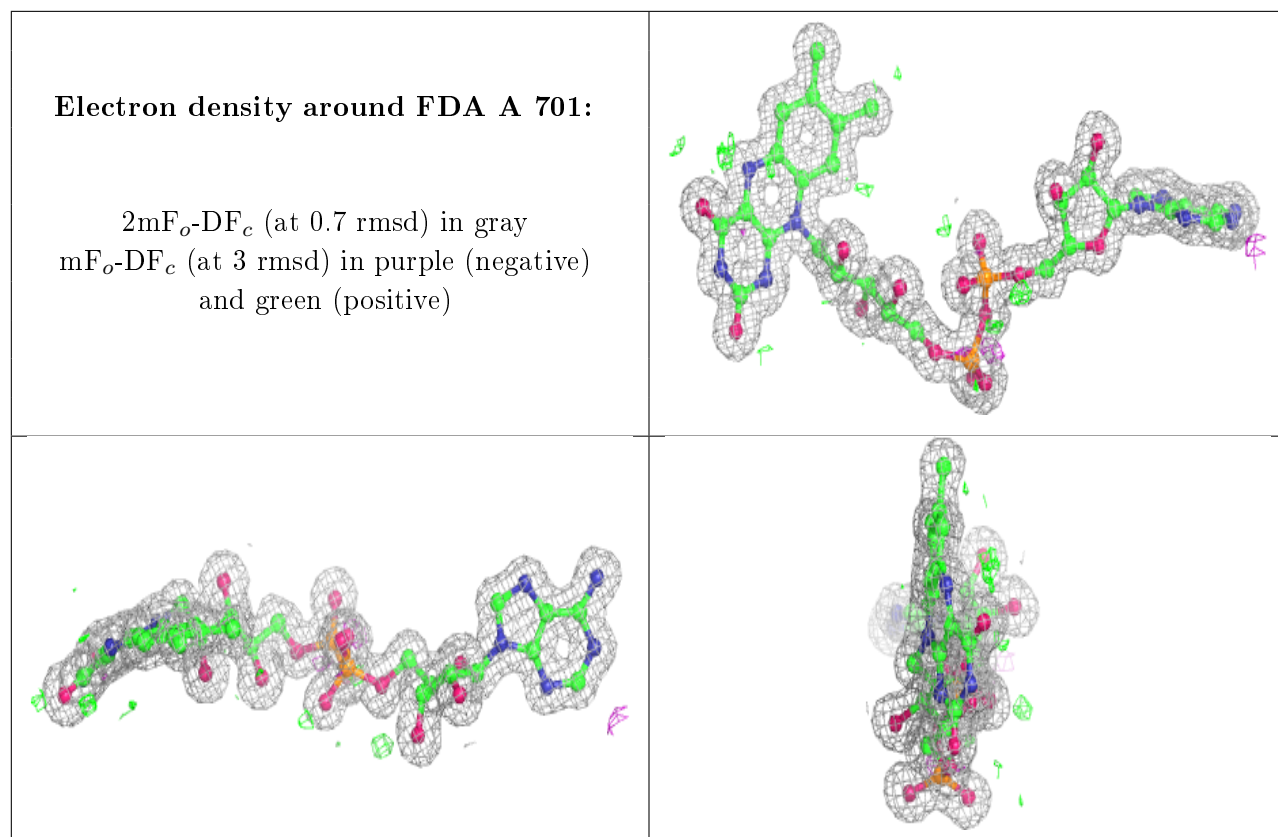 Electron density around FDA A 701:
2mFₒ-DF𝒸 (at 0.7 rmsd) in gray
mFₒ-DF𝒸 (at 3 rmsd) in purple (negative)
and green (positive)